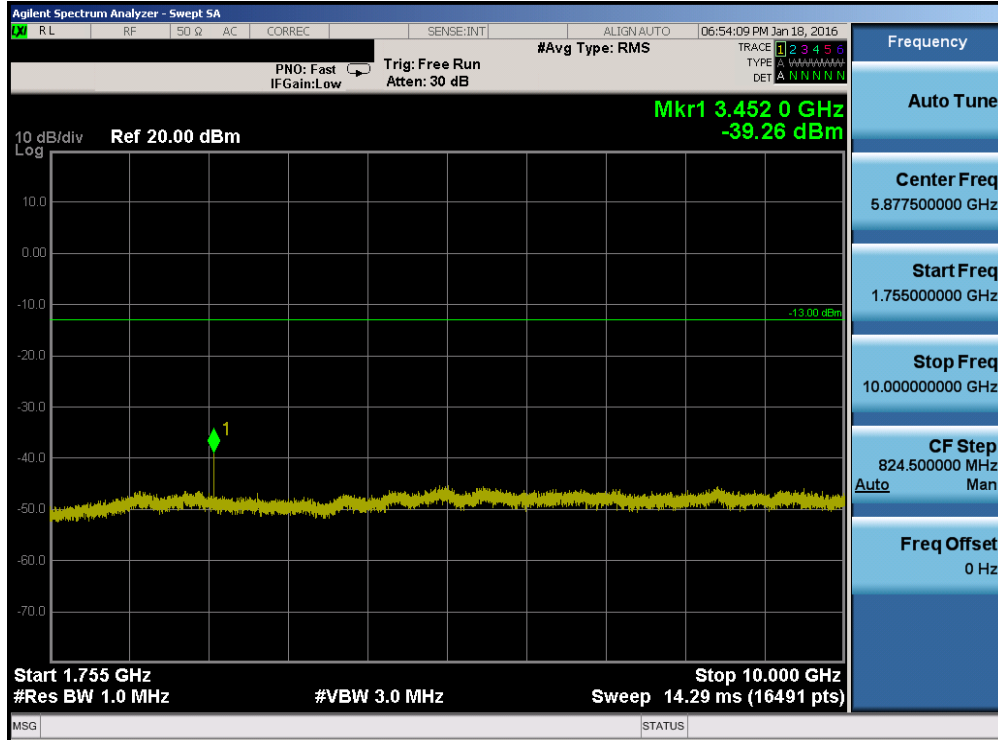 Agilent Spectrum Analyzer - Swept SA
LXI RL RF 50 Ω AC CORREC SENSE:INT ALIGNAUTO 06:54:09 PM Jan 18, 2016
#Avg Type: RMS TRACE 1 2 3 4 5 6
PNO: Fast Trig: Free Run TYPE A WWWWW
IFGain:Low Atten: 30 dB DET A N N N N N
Mkr1 3.452 0 GHz
-39.26 dBm
10 dB/div Ref 20.00 dBm
Log
10.0
0.00
-10.0
-13.00 dBm
-20.0
-30.0
1
-40.0
-50.0
-60.0
-70.0
Start 1.755 GHz Stop 10.000 GHz
#Res BW 1.0 MHz #VBW 3.0 MHz Sweep 14.29 ms (16491 pts)
MSG STATUS
Frequency
Auto Tune
Center Freq
5.877500000 GHz
Start Freq
1.755000000 GHz
Stop Freq
10.000000000 GHz
CF Step
824.500000 MHz
Auto Man
Freq Offset
0 Hz